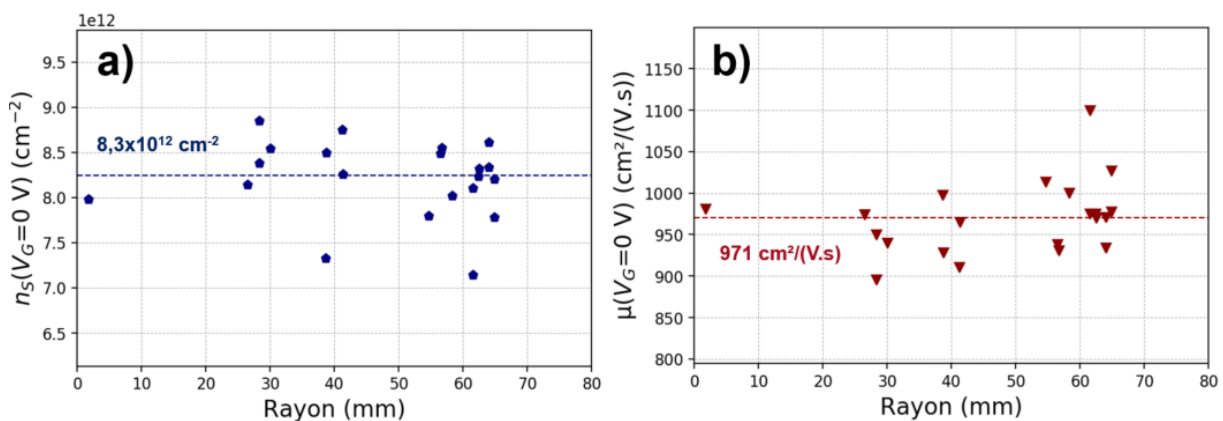 1e12
a)
9.5
9.0
8.5
8.0
7.5
7.0
6.5
8,3x10¹² cm⁻²
n_S(V_G=0 V) (cm⁻²)
0 10 20 30 40 50 60 70 80
Rayon (mm)
b)
1150
1100
1050
1000
950
900
850
800
971 cm²/(V.s)
μ(V_G=0 V) (cm²/(V.s))
0 10 20 30 40 50 60 70 80
Rayon (mm)